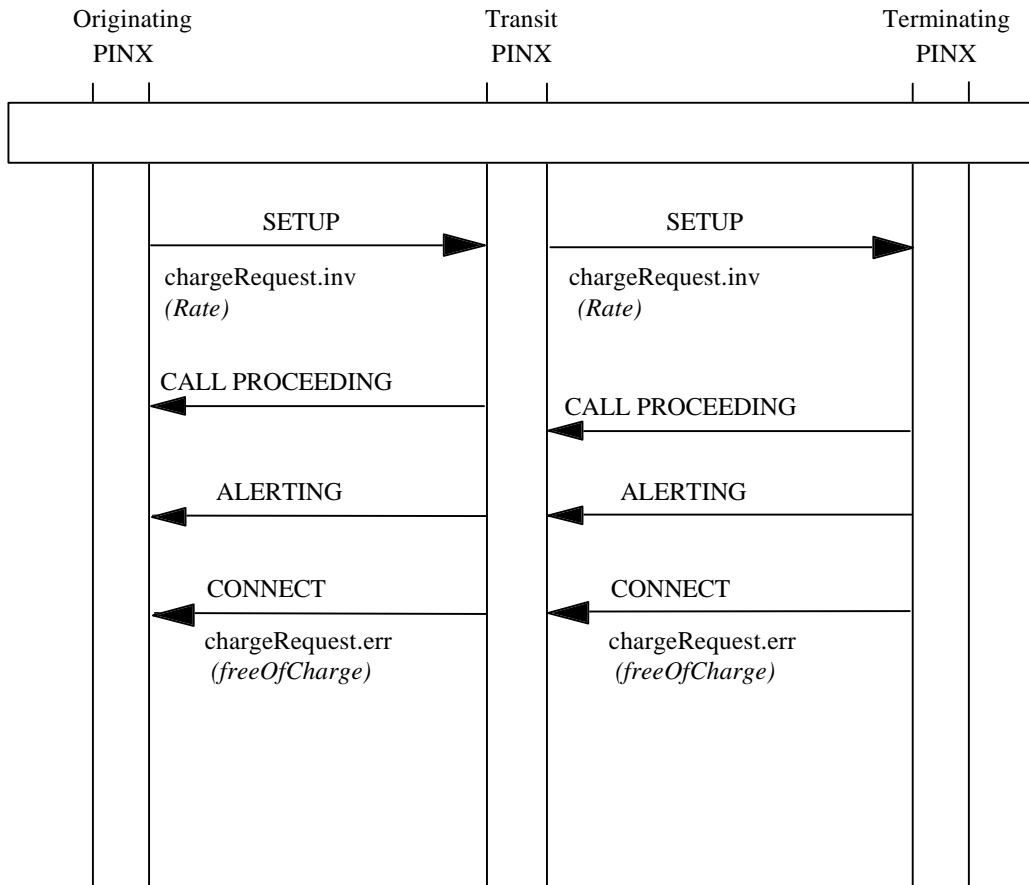 Originating
PINX
Transit
PINX
Terminating
PINX
SETUP
SETUP
chargeRequest.inv
(Rate)
chargeRequest.inv
(Rate)
CALL PROCEEDING
CALL PROCEEDING
ALERTING
ALERTING
CONNECT
CONNECT
chargeRequest.err
(freeOfCharge)
chargeRequest.err
(freeOfCharge)